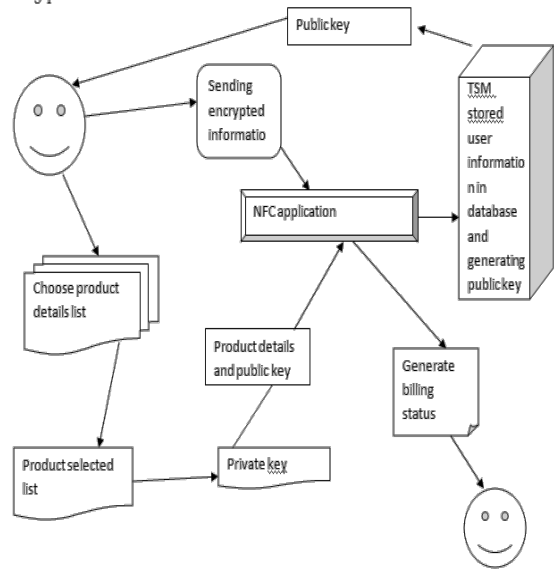 Public key
Sending
encrypted
informatio
TSM
stored
user
informatio
n in
database
and
generating
public key
NFC application
Choose product
details list
Product details
and public key
Generate
billing
status
Product selected
list
Private key